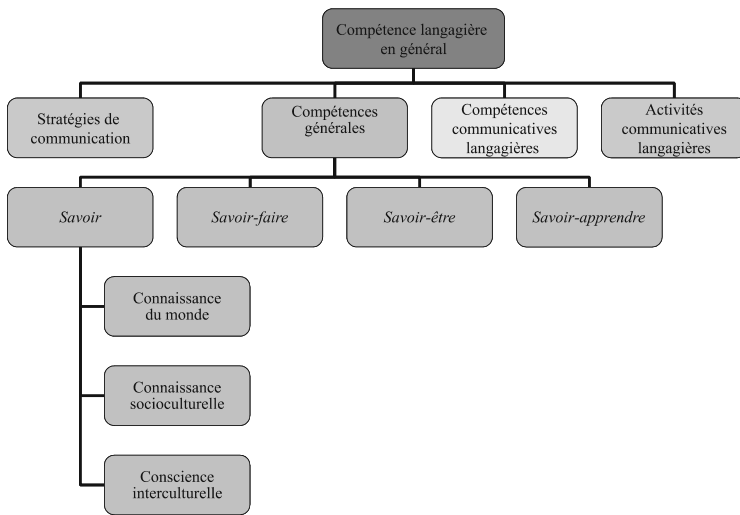 Compétence langagière
en général
Stratégies de
communication
Compétences
générales
Compétences
communicatives
langagières
Activités
communicatives
langagières
Savoir
Savoir-faire
Savoir-être
Savoir-apprendre
Connaissance
du monde
Connaissance
socioculturelle
Conscience
interculturelle